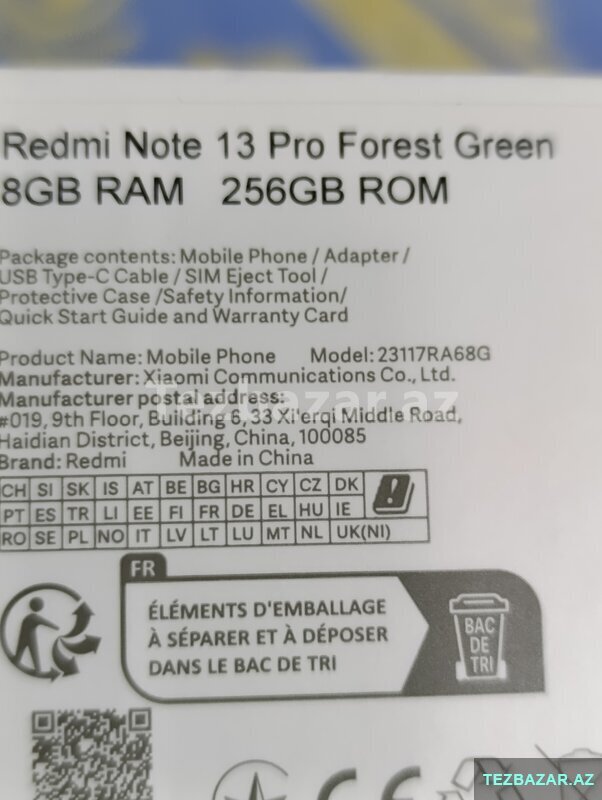 Redmi Note 13 Pro Forest Green
8GB RAM 256GB ROM
Package contents: Mobile Phone / Adapter /
USB Type-C Cable / SIM Eject Tool /
Protective Case /Safety Information/
Quick Start Guide and Warranty Card
Product Name: Mobile Phone Model: 23117RA68G
Manufacturer: Xiaomi Communications Co., Ltd.
Manufacturer postal address:
#019, 9th Floor, Building 6, 33 Xi'erqi Middle Road,
Haidian District, Beijing, China, 100085
Brand: Redmi Made in China
CH SI SK IS AT BE BG HR CY CZ DK
PT ES TR LI EE FI FR DE EL HU IE
RO SE PL NO IT LV LT LU MT NL UK(NI)
FR
ÉLÉMENTS D'EMBALLAGE
À SÉPARER ET À DÉPOSER
DANS LE BAC DE TRI
BAC
DE
TRI
CE
Tezbazar.az
TEZBAZAR.AZ